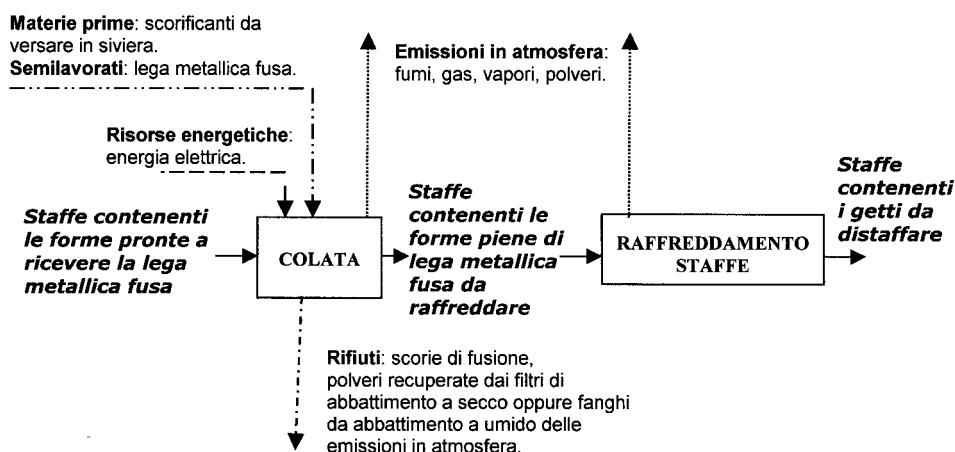 Materie prime: scorificanti da
versare in siviera.
Semilavorati: lega metallica fusa.
Emissioni in atmosfera:
fumi, gas, vapori, polveri.
Risorse energetiche:
energia elettrica.
Staffe contenenti
le forme pronte a
ricevere la lega
metallica fusa
COLATA
Staffe
contenenti le
forme piene di
lega metallica
fusa da
raffreddare
RAFFREDDAMENTO
STAFFE
Staffe
contenenti
i getti da
distaffare
Rifiuti: scorie di fusione,
polveri recuperate dai filtri di
abbattimento a secco oppure fanghi
da abbattimento a umido delle
emissioni in atmosfera.